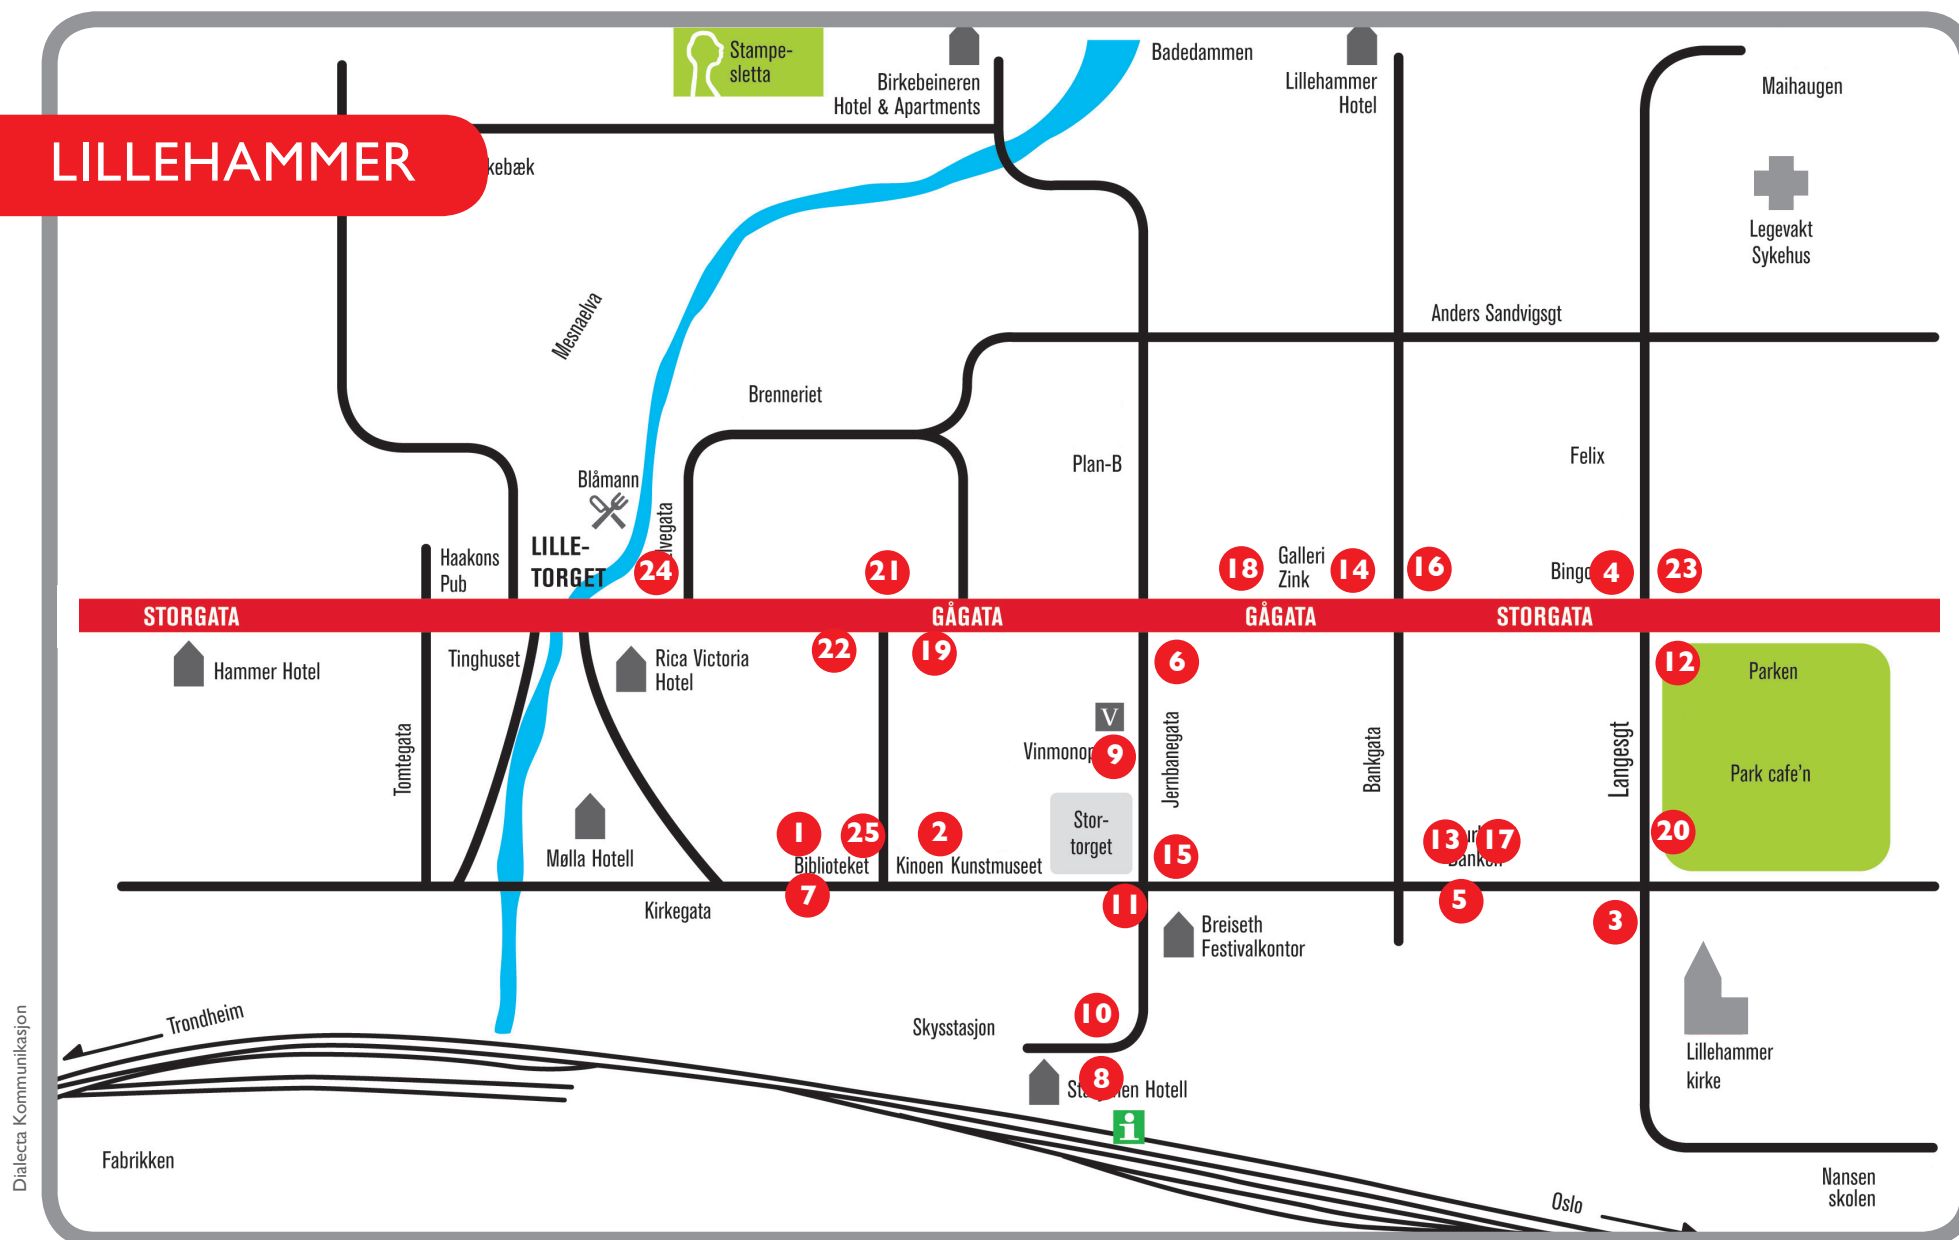 Stampe-
sletta
Birkebeineren
Hotel & Apartments
Badedammen
Lillehammer
Hotel
Maihaugen
LILLEHAMMER
kebæk
Legevakt
Sykehus
Mesnaelva
Anders Sandvigsgt
Brenneriet
Plan-B
Felix
Blåmann
Haakons
Pub
LILLE-
TORGET
24
21
18
Galleri
Zink
14
16
4
23
STORGATA
GÅGATA
GÅGATA
STORGATA
Hammer Hotel
Tinghuset
Rica Victoria
Hotel
22
19
6
12
Parken
Tomtegata
V
9
Jernbanegata
Bankgata
Langesgt
Park cafe'n
Stor-
torget
Mølla Hotell
1
25
2
15
13
17
20
Biblioteket
Kinoen Kunstmuseet
7
11
5
3
Kirkegata
Breiseth
Festivalkontor
Trondheim
Skysstasjon
10
8
Hotell
i
Lillehammer
kirke
Fabrikken
Nansen
skolen
Oslo
Dialecta Kommunikasjon